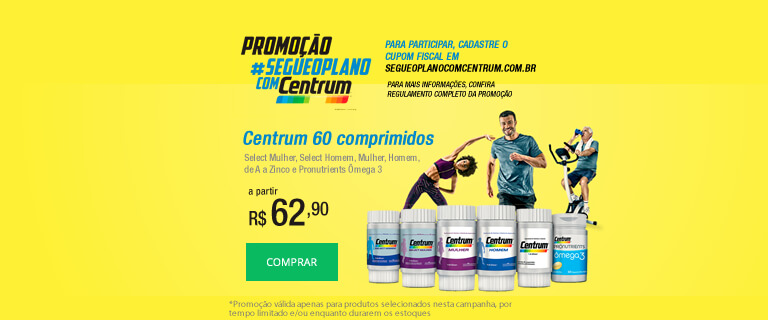 PROMOÇÃO
#SEGUEOPLANO
COM Centrum
PARA PARTICIPAR, CADASTRE O
CUPOM FISCAL EM
SEGUEOPLANOCOMCENTRUM.COM.BR
PARA MAIS INFORMAÇÕES, CONFIRA
REGULAMENTO COMPLETO DA PROMOÇÃO
Centrum 60 comprimidos
Select Mulher, Select Homem, Mulher, Homem,
de A a Zinco e Pronutrients Ômega 3
a partir
R$ 62,90
COMPRAR
Centrum
Centrum
Centrum
MULHER
Centrum
HOMEM
Centrum
PRONUTRIENTS
Ômega 3
*Promoção válida apenas para produtos selecionados nesta campanha, por
tempo limitado e/ou enquanto durarem os estoques